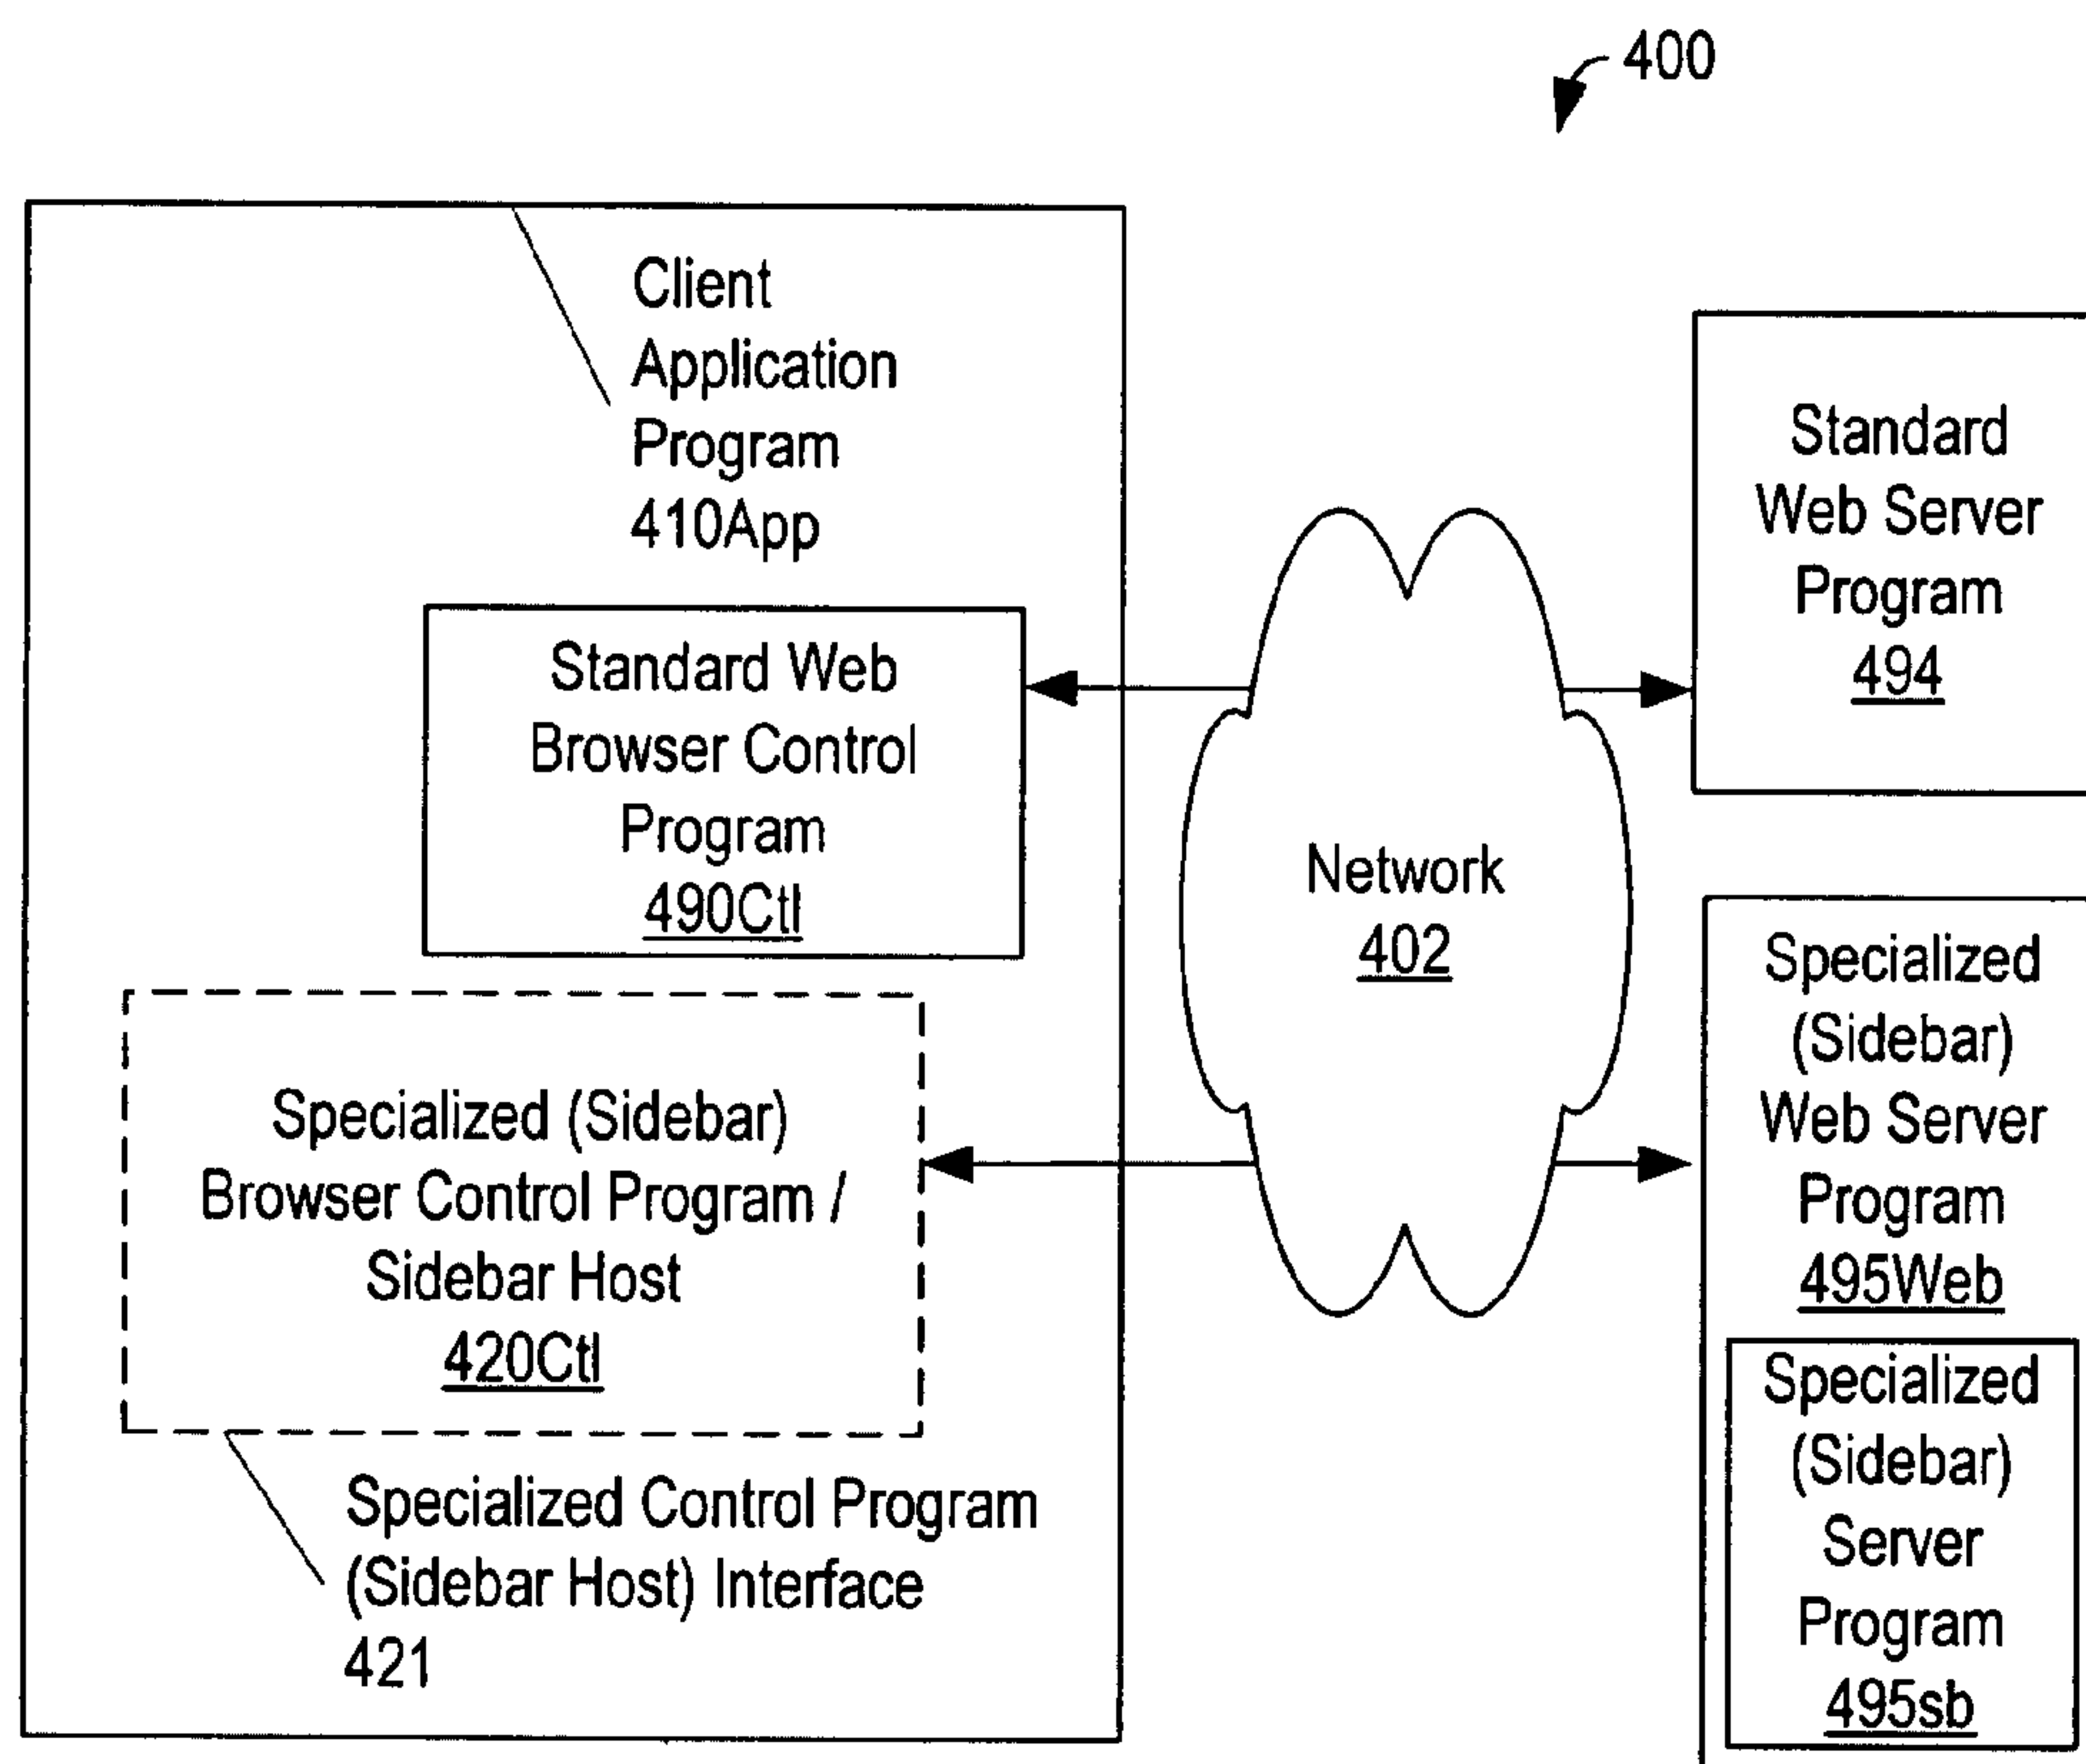 400
Client
Application
Program
410App
Standard Web
Browser Control
Program
490Ctl
Specialized (Sidebar)
Browser Control Program /
Sidebar Host
420Ctl
Specialized Control Program
(Sidebar Host) Interface
421
Network
402
Standard
Web Server
Program
494
Specialized
(Sidebar)
Web Server
Program
495Web
Specialized
(Sidebar)
Server
Program
495sb